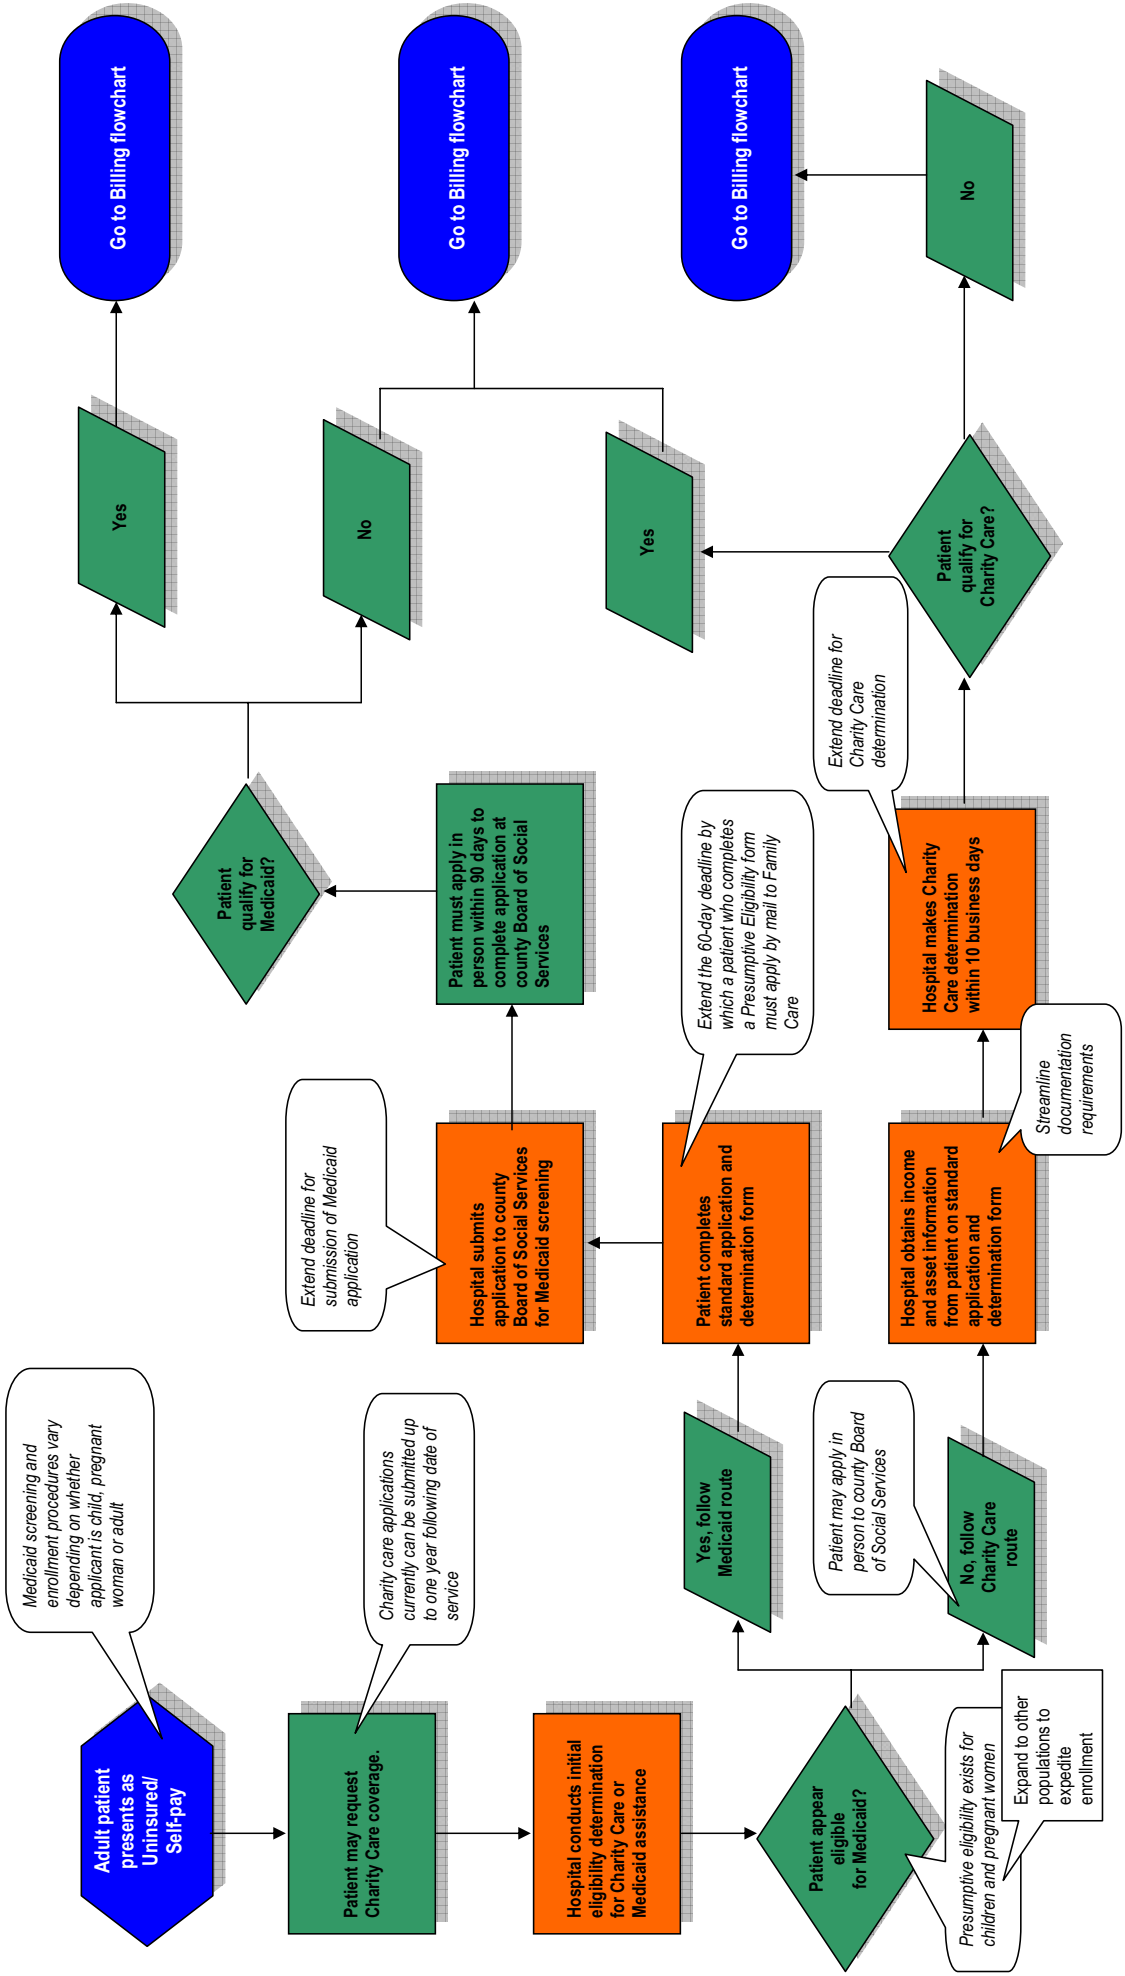 Adult patient
presents as
Uninsured/
Self-pay
Medicaid screening and
enrollment procedures vary
depending on whether
applicant is child, pregnant
woman or adult
Patient may request
Charity Care coverage.
Charity care applications
currently can be submitted up
to one year following date of
service
Hospital conducts initial
eligibility determination
for Charity Care or
Medicaid assistance
Patient appear
eligible
for Medicaid?
Presumptive eligibility exists for
children and pregnant women
Expand to other
populations to
expedite
enrollment
Yes, follow
Medicaid route
No, follow
Charity Care
route
Patient may apply in
person to county Board
of Social Services
Patient completes
standard application and
determination form
Extend the 60-day deadline by
which a patient who completes
a Presumptive Eligibility form
must apply by mail to Family
Care
Hospital submits
application to county
Board of Social Services
for Medicaid screening
Extend deadline for
submission of Medicaid
application
Patient must apply in
person within 90 days to
complete application at
county Board of Social
Services
Patient
qualify for
Medicaid?
Yes
Go to Billing flowchart
No
Go to Billing flowchart
Hospital obtains income
and asset information
from patient on standard
application and
determination form
Streamline
documentation
requirements
Hospital makes Charity
Care determination
within 10 business days
Extend deadline for
Charity Care
determination
Patient
qualify for
Charity Care?
Yes
No
Go to Billing flowchart